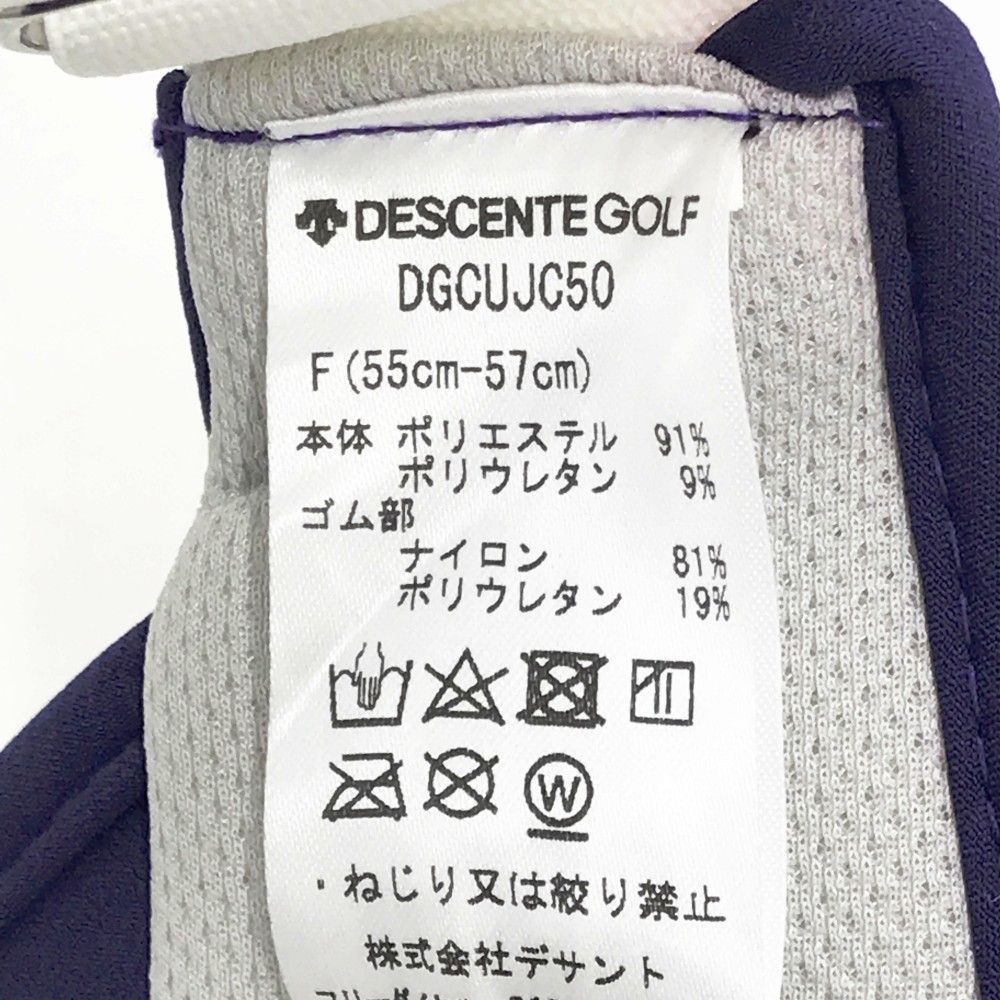 DESCENTE GOLF
DGCUJC50
F(55cm-57cm)
本体 ポリエステル 91%
ポリウレタン 9%
ゴム部
ナイロン 81%
ポリウレタン 19%
W
・ねじり又は絞り禁止
株式会社デサント